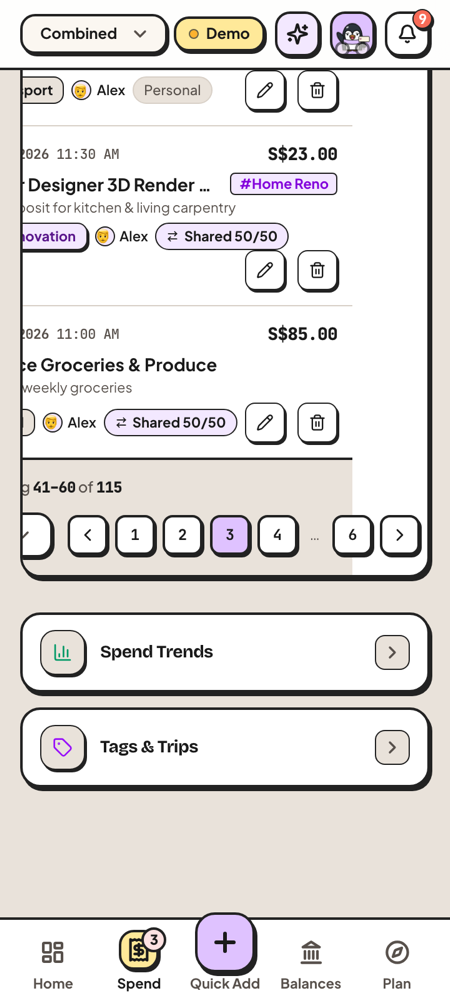 Combined
Demo
9
port
Alex
Personal
2026 11:30 AM
S$23.00
r Designer 3D Render ...
#Home Reno
posit for kitchen & living carpentry
novation
Alex
Shared 50/50
2026 11:00 AM
S$85.00
ce Groceries & Produce
weekly groceries
Alex
Shared 50/50
g 41–60 of 115
1 2 3 4 ... 6
Spend Trends
Tags & Trips
3
Home
Spend
Quick Add
Balances
Plan